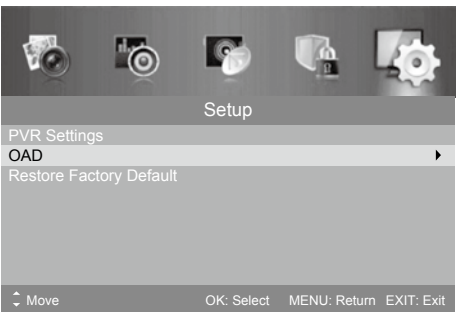 Setup
PVR Settings
OAD
Restore Factory Default
Move OK: Select MENU: Return EXIT: Exit